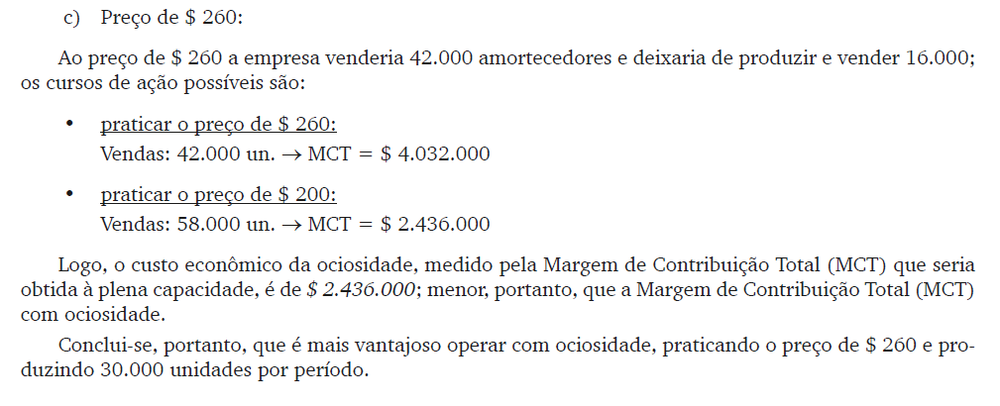 c) Preço de $ 260:
Ao preço de $ 260 a empresa venderia 42.000 amortecedores e deixaria de produzir e vender 16.000;
os cursos de ação possíveis são:
• praticar o preço de $ 260:
Vendas: 42.000 un. → MCT = $ 4.032.000
• praticar o preço de $ 200:
Vendas: 58.000 un. → MCT = $ 2.436.000
Logo, o custo econômico da ociosidade, medido pela Margem de Contribuição Total (MCT) que seria
obtida à plena capacidade, é de $ 2.436.000; menor, portanto, que a Margem de Contribuição Total (MCT)
com ociosidade.
Conclui-se, portanto, que é mais vantajoso operar com ociosidade, praticando o preço de $ 260 e pro-
duzindo 30.000 unidades por período.